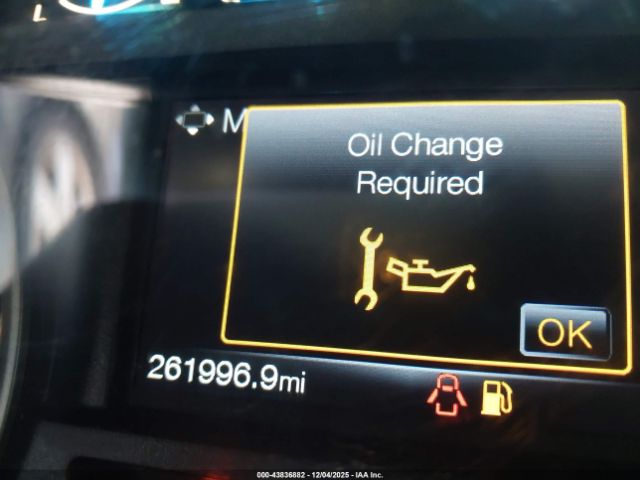 L
M
Oil Change
Required
OK
261996.9mi
000-43836882 - 12/04/2025 - IAA Inc.